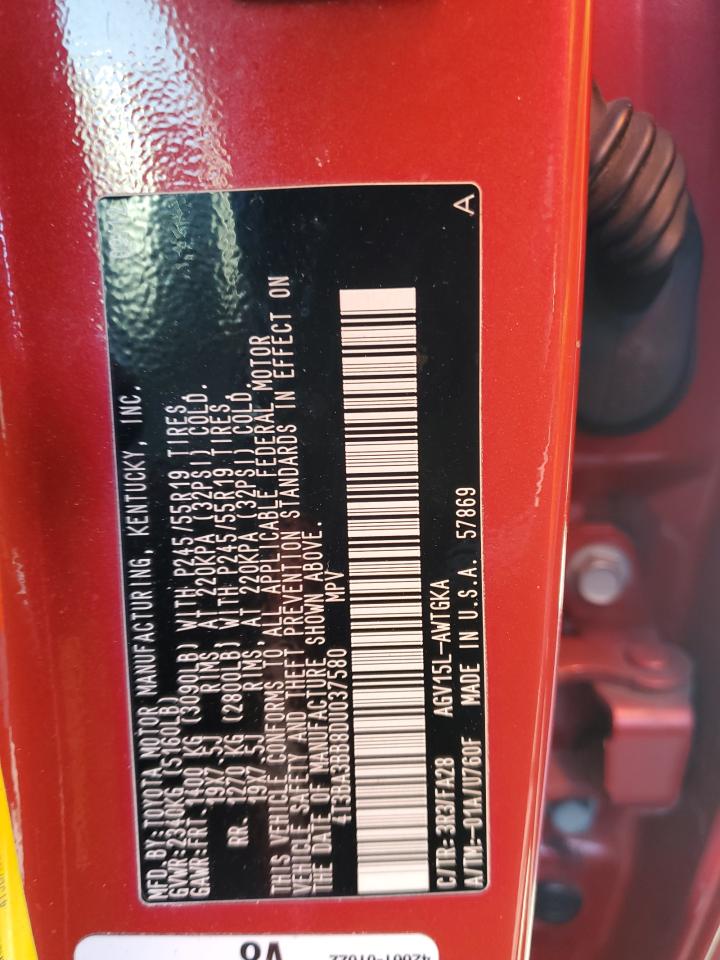 MFD.BY:TOYOTA MOTOR MANUFACTURING, KENTUCKY, INC.
GVWR:2340KG (5160LB)
GAWR:FRT. 1400 KG (3090LB) WITH P245/55R19 TIRES,
19X7.5J RIMS, AT 220KPA (32PSI) COLD.
RR. 1270 KG (2800LB) WITH P245/55R19 TIRES,
19X7.5J RIMS, AT 220KPA (32PSI) COLD.
THIS VEHICLE CONFORMS TO ALL APPLICABLE FEDERAL MOTOR
VEHICLE SAFETY AND THEFT PREVENTION STANDARDS IN EFFECT ON
THE DATE OF MANUFACTURE SHOWN ABOVE.
4T3BA3BB8DU037580 MPV
C/TR:3R3/FA28 AGV15L-AWTGKA
A/TM:-01A/U760F MADE IN U.S.A. 57869
A